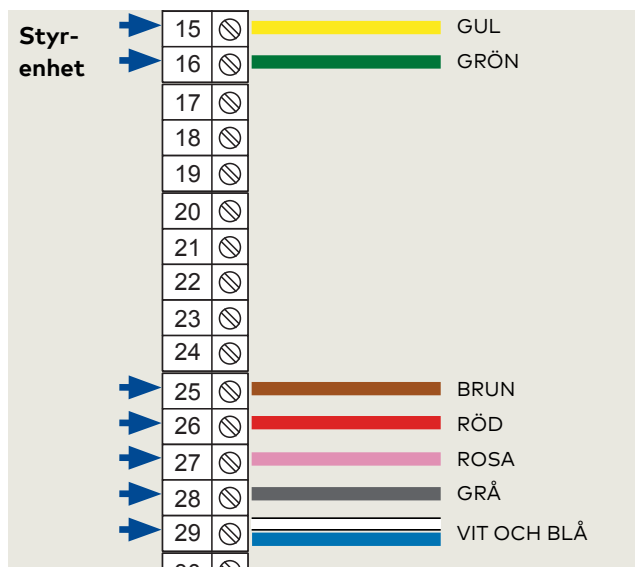 Styr-
enhet
15 GUL
16 GRÖN
17
18
19
20
21
22
23
24
25 BRUN
26 RÖD
27 ROSA
28 GRÅ
29 VIT OCH BLÅ